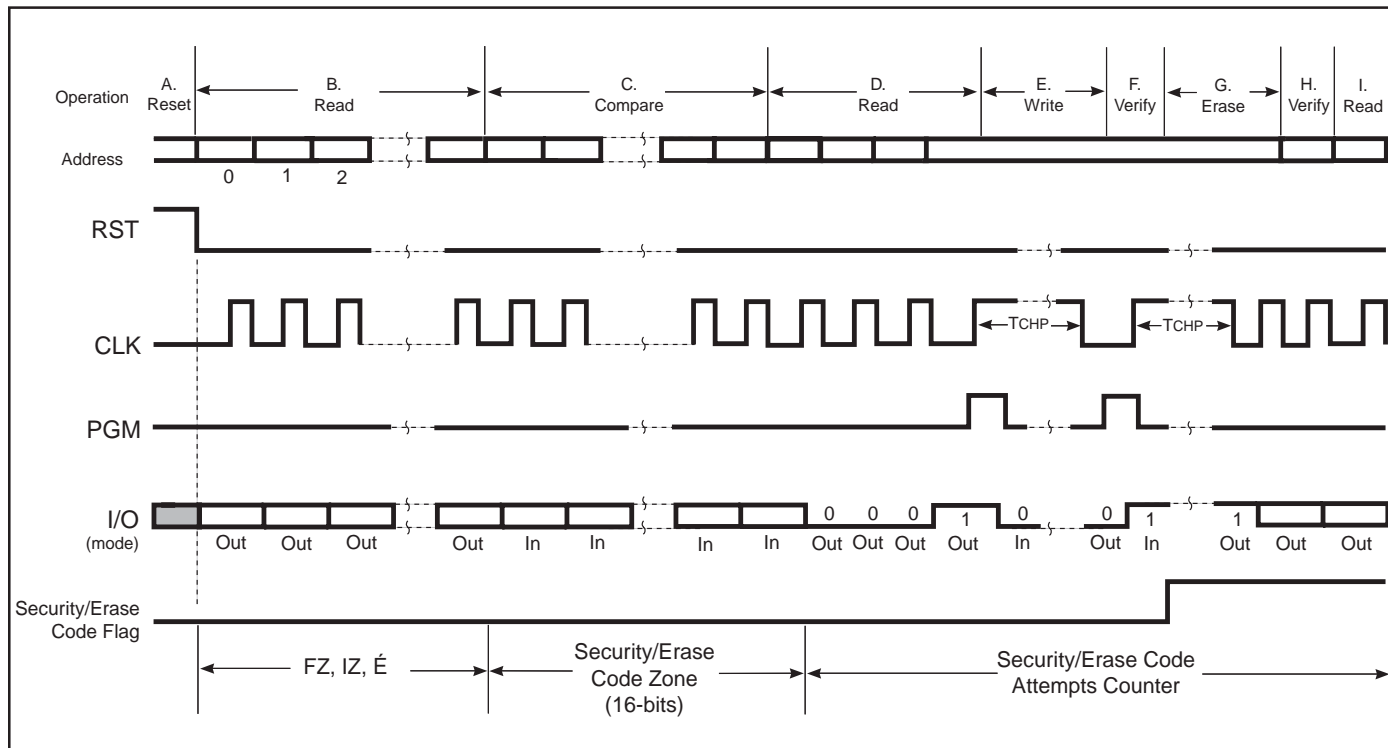 Operation
A.
Reset
B.
Read
C.
Compare
D.
Read
E.
Write
F.
Verify
G.
Erase
H.
Verify
I.
Read
Address
0 1 2
RST
CLK
TCHP TCHP
PGM
I/O
(mode)
0 0 0 1 0 0 1 1
Out Out Out Out In In In In Out Out Out Out In Out In Out Out Out
Security/Erase
Code Flag
FZ, IZ, É
Security/Erase
Code Zone
(16-bits)
Security/Erase Code
Attempts Counter